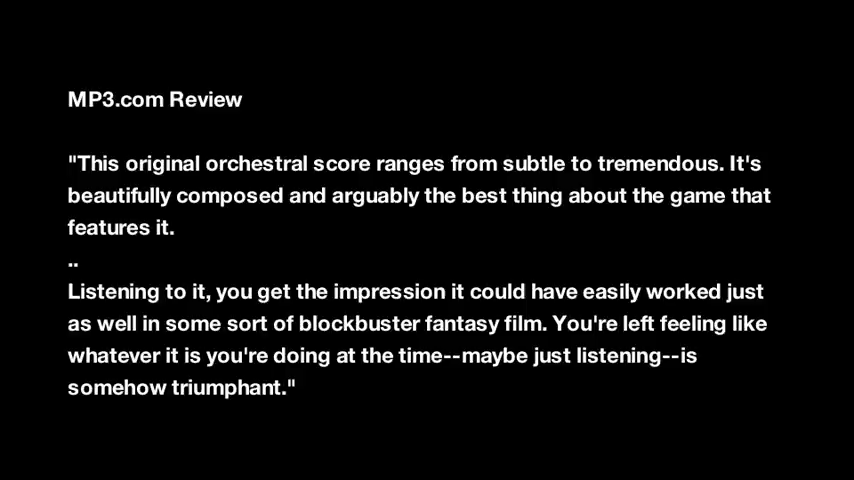 MP3.com Review
"This original orchestral score ranges from subtle to tremendous. It's
beautifully composed and arguably the best thing about the game that
features it.
..
Listening to it, you get the impression it could have easily worked just
as well in some sort of blockbuster fantasy film. You're left feeling like
whatever it is you're doing at the time--maybe just listening--is
somehow triumphant."